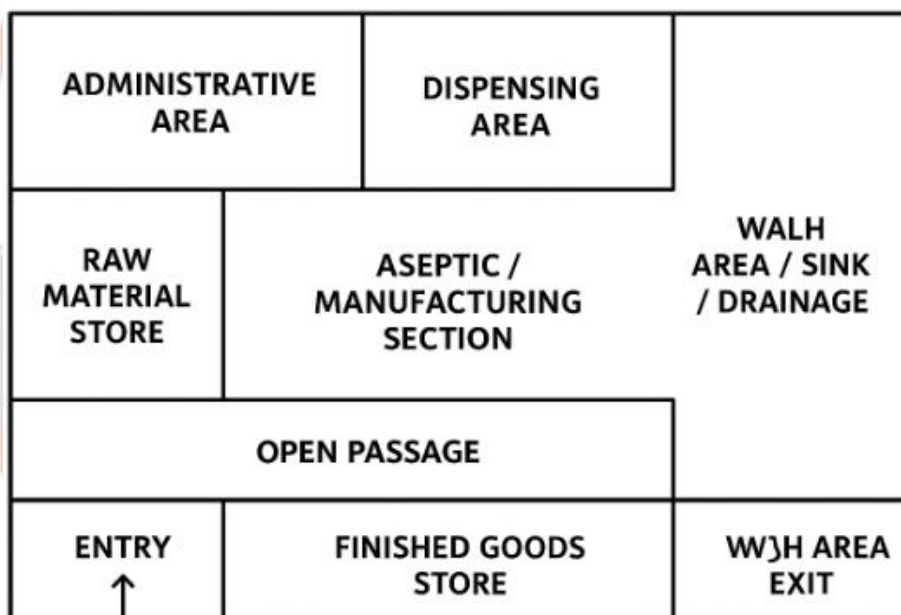 ADMINISTRATIVE
AREA
DISPENSING
AREA
RAW
MATERIAL
STORE
ASEPTIC /
MANUFACTURING
SECTION
WALH
AREA / SINK
/ DRAINAGE
OPEN PASSAGE
ENTRY
FINISHED GOODS
STORE
AREA
EXIT